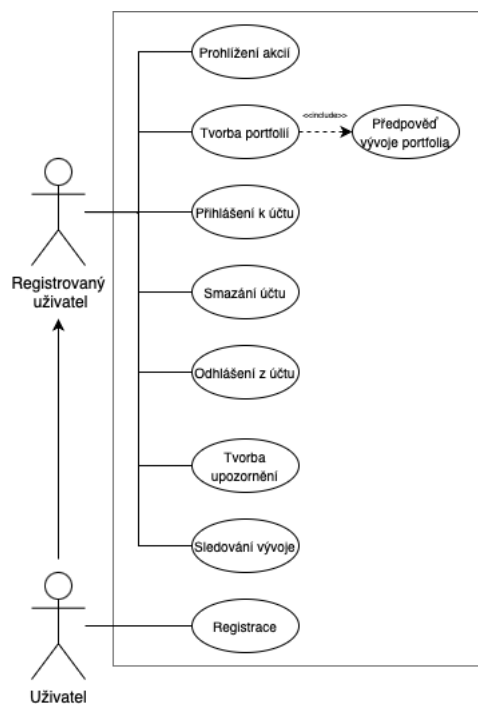 Prohlížení akcií
<<include>>
Tvorba portfolií
Předpověď
vývoje portfolia
Přihlášení k účtu
Registrovaný
uživatel
Smazání účtu
Odhlášení z účtu
Tvorba
upozornění
Sledování vývoje
Registrace
Uživatel